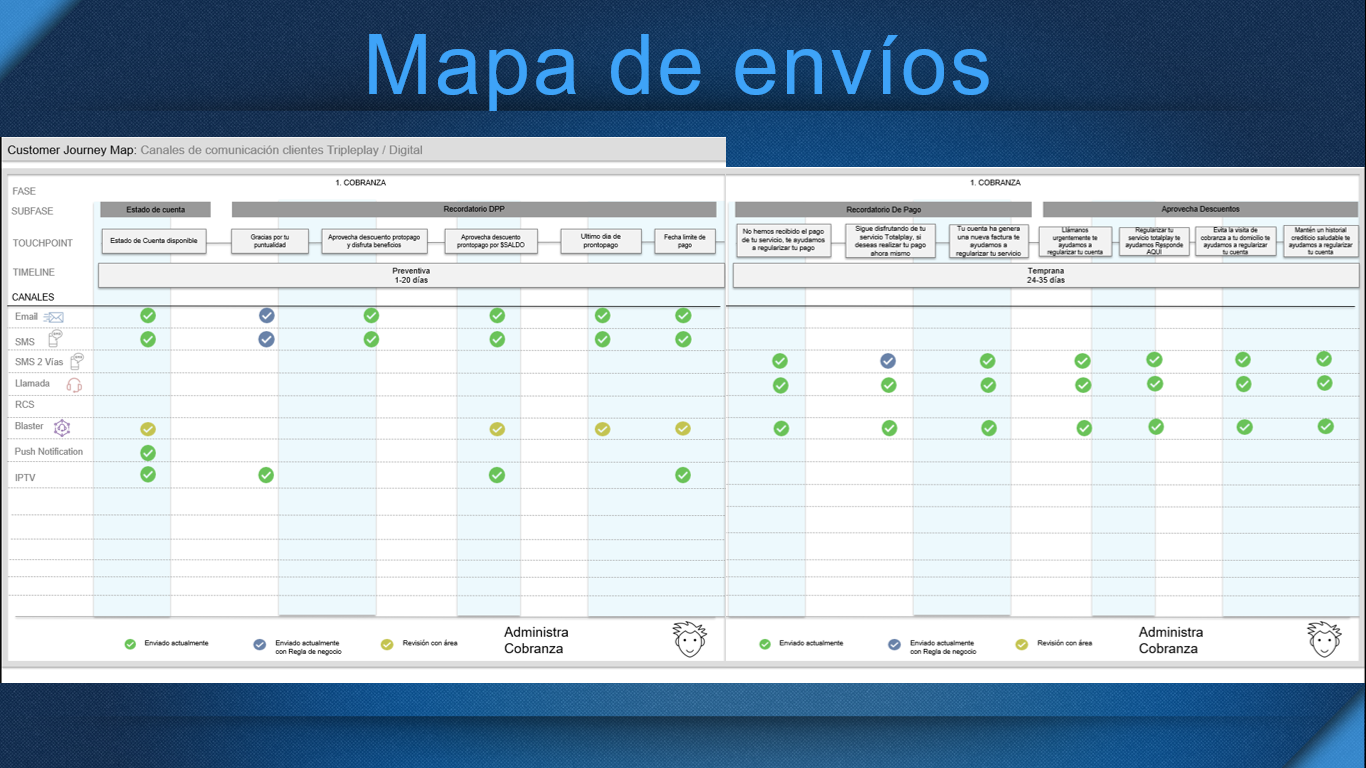 Mapa de envíos
Customer Journey Map: Canales de comunicación clientes Tripleplay / Digital
FASE
1. COBRANZA
1. COBRANZA
SUBFASE
Estado de cuenta
Recordatorio DPP
Recordatorio De Pago
Aprovecha Descuentos
TOUCHPOINT
Estado de Cuenta disponible
Gracias por tu
puntualidad
Aprovecha descuento protopago
y disfruta beneficios
Aprovecha descuento
prontopago por $SALDO
Ultimo dia de
prontopago
Fecha límite de
pago
No hemos recibido el pago
de tu servicio, te ayudamos
a regularizar tu pago
Sigue disfrutando de tu
servicio Totalplay, si
deseas realizar tu pago
ahora mismo
Tu cuenta ha genera
una nueva factura te
ayudamos a
regularizar tu servicio
Llámanos
urgentemente te
ayudamos a
regularizar tu cuenta
Regularizar tu
servicio totalplay te
ayudamos Responde
AQUÍ
Evita la visita de
cobranza a tu domicilio te
ayudamos a regularizar
tu cuenta
Mantén un historial
crediticio saludable te
ayudamos a regularizar
tu cuenta
TIMELINE
Preventiva
1-20 días
Temprana
24-35 días
CANALES
Email
SMS
SMS 2 Vías
Llamada
RCS
Blaster
Push Notification
IPTV
Enviado actualmente
Enviado actualmente
con Regla de negocio
Revisión con área
Administra
Cobranza
Enviado actualmente
Enviado actualmente
con Regla de negocio
Revisión con área
Administra
Cobranza